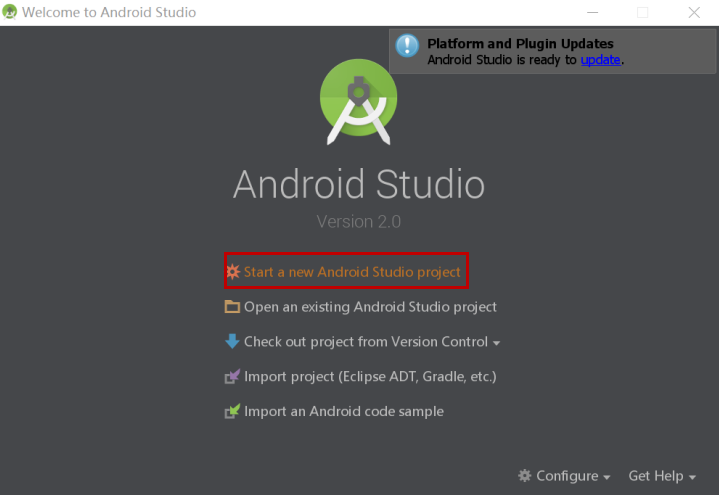 Welcome to Android Studio
Platform and Plugin Updates
Android Studio is ready to update.
Android Studio
Version 2.0
Start a new Android Studio project
Open an existing Android Studio project
Check out project from Version Control
Import project (Eclipse ADT, Gradle, etc.)
Import an Android code sample
Configure Get Help